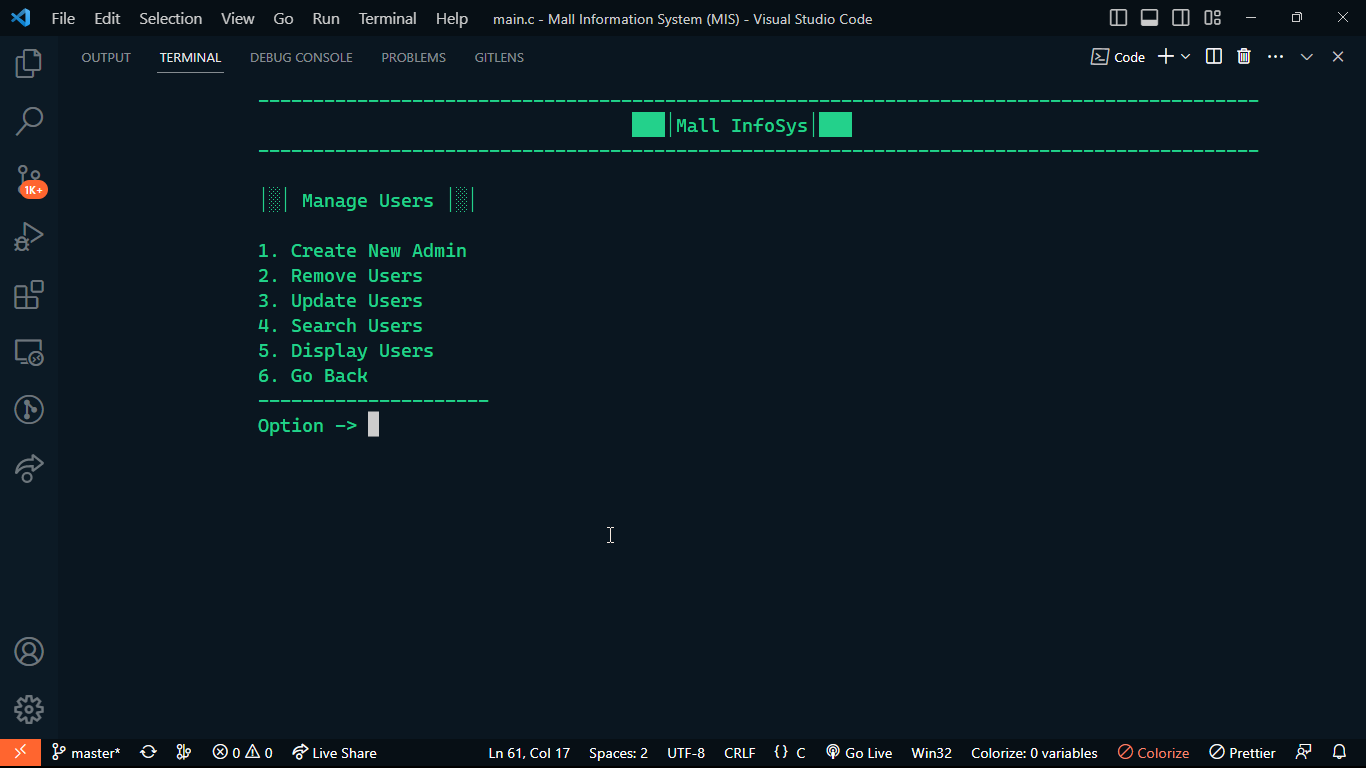 File Edit Selection View Go Run Terminal Help main.c - Mall Information System (MIS) - Visual Studio Code
OUTPUT TERMINAL DEBUG CONSOLE PROBLEMS GITLENS Code
Mall InfoSys
1K+
Manage Users
1. Create New Admin
2. Remove Users
3. Update Users
4. Search Users
5. Display Users
6. Go Back
Option ->
master* 0 0 Live Share Ln 61, Col 17 Spaces: 2 UTF-8 CRLF {} C Go Live Win32 Colorize: 0 variables Colorize Prettier